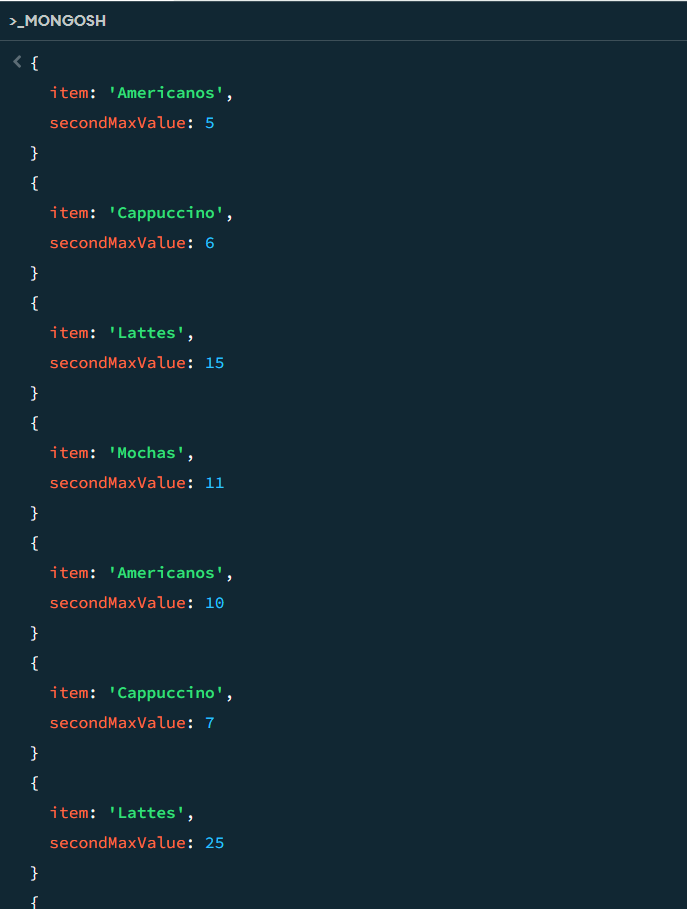 >_MONGOSH
{
item: 'Americanos',
secondMaxValue: 5
}
{
item: 'Cappuccino',
secondMaxValue: 6
}
{
item: 'Lattes',
secondMaxValue: 15
}
{
item: 'Mochas',
secondMaxValue: 11
}
{
item: 'Americanos',
secondMaxValue: 10
}
{
item: 'Cappuccino',
secondMaxValue: 7
}
{
item: 'Lattes',
secondMaxValue: 25
}
{